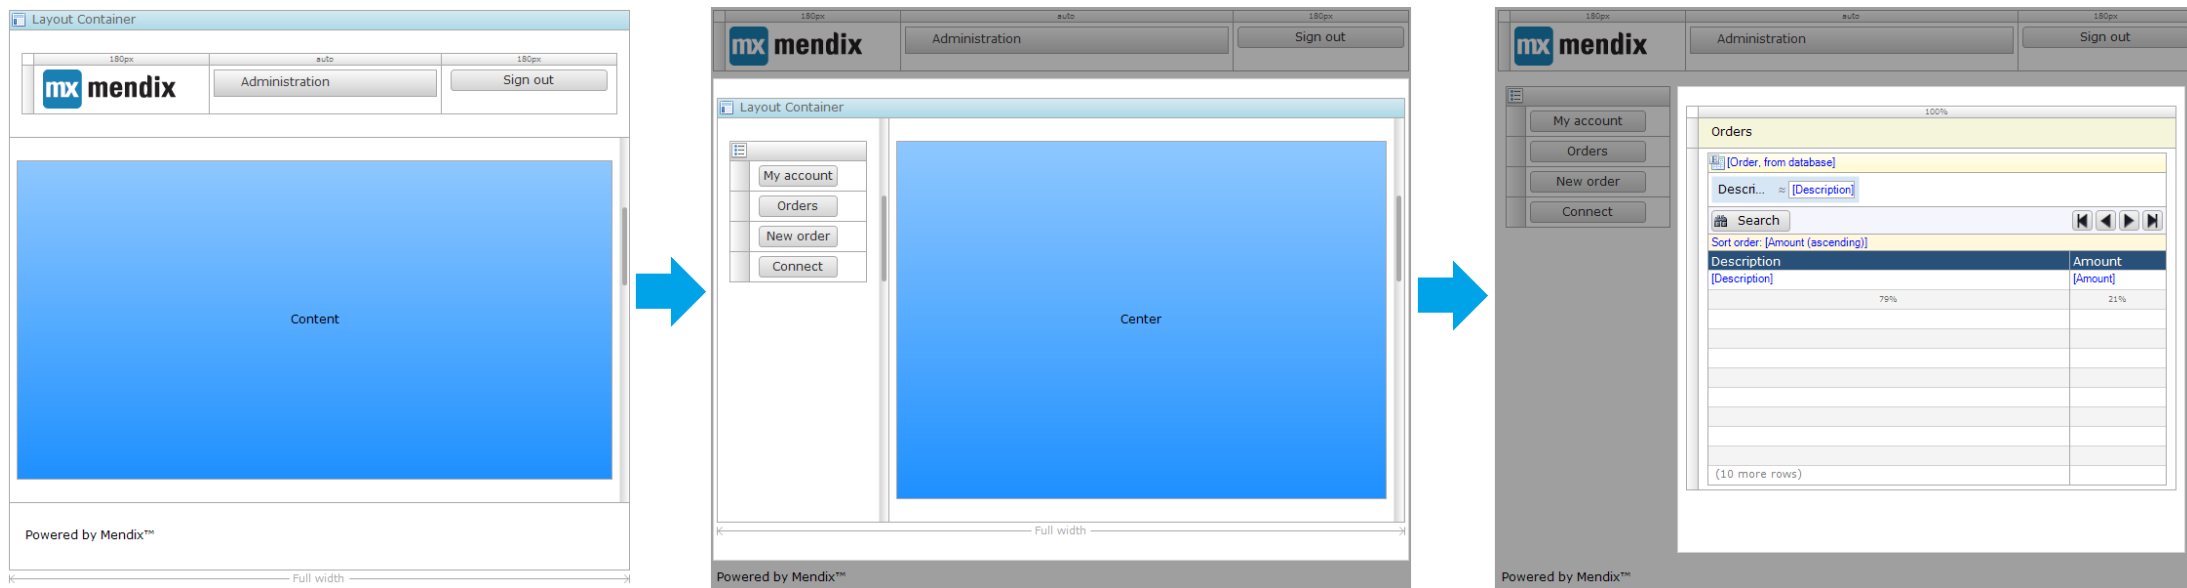 Layout Container
180px auto 180px
mx mendix Administration Sign out
Content
Powered by Mendix™
Full width
180px auto 180px
mx mendix Administration Sign out
Layout Container
My account
Orders
New order
Connect
Center
Full width
Powered by Mendix™
180px auto 180px
mx mendix Administration Sign out
My account
Orders
New order
Connect
100%
Orders
[Order, from database]
Descri... ≈ [Description]
Search
Sort order: [Amount (ascending)]
Description Amount
[Description] [Amount]
79% 21%
(10 more rows)
Powered by Mendix™